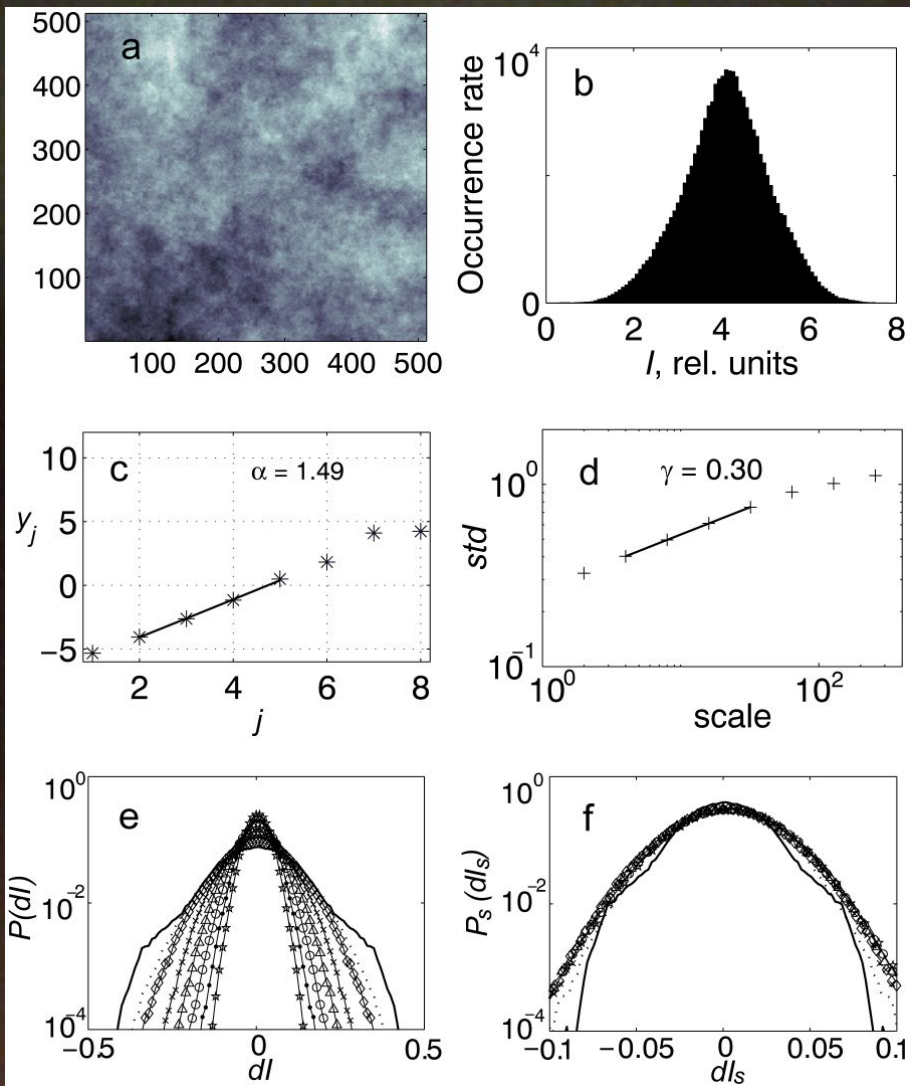 a
500
400
300
200
100
100 200 300 400 500
b
Occurrence rate
10^4
0
0 2 4 6 8
I, rel. units
c
α = 1.49
y_j
10
5
0
−5
2 4 6 8
j
d
γ = 0.30
std
10^0
10^-1
10^0 10^2
scale
e
P(dI)
10^0
10^-2
10^-4
−0.5 0 0.5
dI
f
P_s (dI_s)
10^0
10^-2
10^-4
−0.1 −0.05 0 0.05 0.1
dI_s